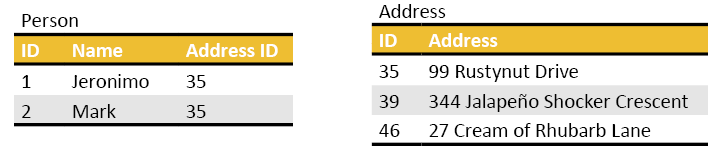 Person
ID Name Address ID
1 Jeronimo 35
2 Mark 35
Address
ID Address
35 99 Rustynut Drive
39 344 Jalapeño Shocker Crescent
46 27 Cream of Rhubarb Lane